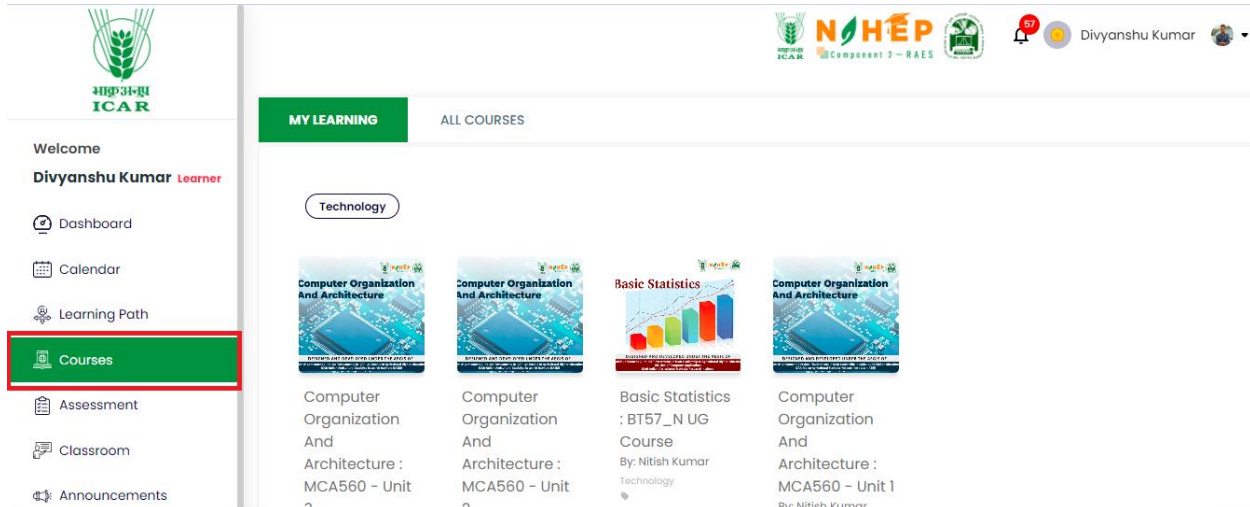 भाकृअनुप
ICAR
NAHEP
Component 2 – RAES
57
Divyanshu Kumar
MY LEARNING
ALL COURSES
Welcome
Divyanshu Kumar Learner
Dashboard
Calendar
Learning Path
Courses
Assessment
Classroom
Announcements
Technology
Computer Organization
And Architecture
Computer Organization
And Architecture
Basic Statistics
Computer Organization
And Architecture
Computer
Organization
And
Architecture :
MCA560 - Unit
Computer
Organization
And
Architecture :
MCA560 - Unit
Basic Statistics
: BT57_N UG
Course
By: Nitish Kumar
Technology
Computer
Organization
And
Architecture :
MCA560 - Unit 1
By: Nitish Kumar